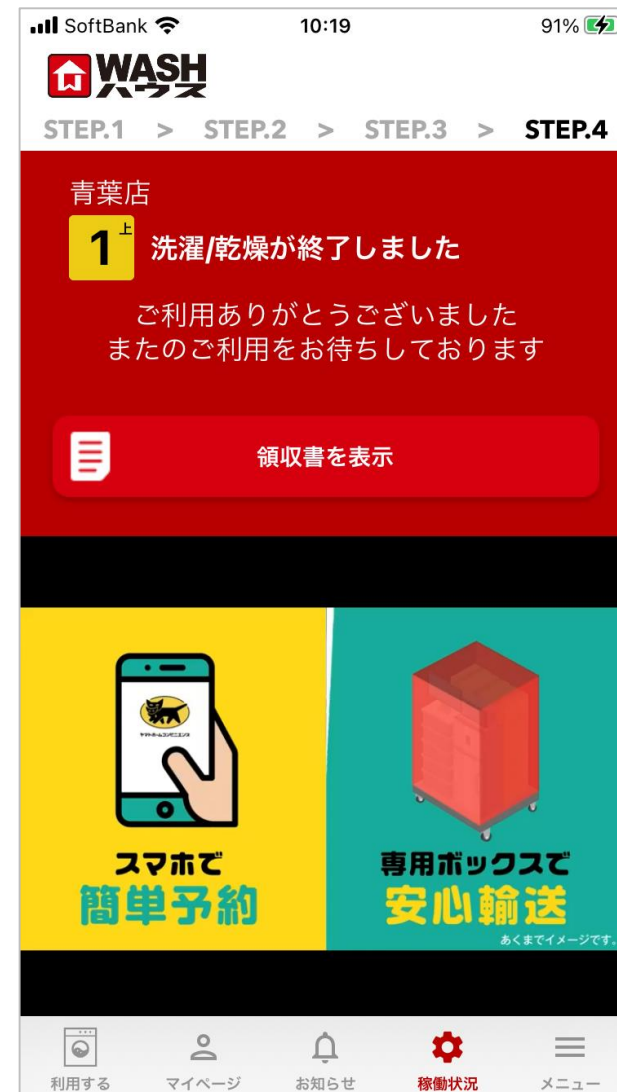 SoftBank 10:19 91%
WASH
ハウス
STEP.1 > STEP.2 > STEP.3 > STEP.4
青葉店
1上 洗濯/乾燥が終了しました
ご利用ありがとうございました
またのご利用をお待ちしております
領収書を表示
スマホで
簡単予約
専用ボックスで
安心輸送
あくまでイメージです。
利用する マイページ お知らせ 稼働状況 メニュー